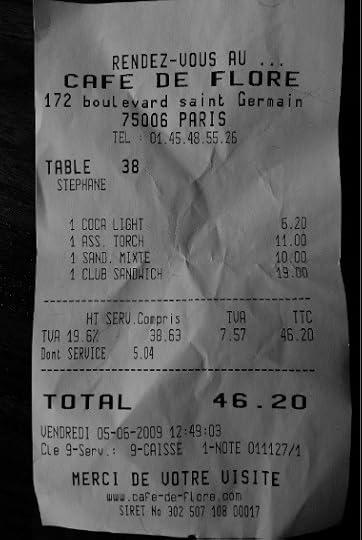 RENDEZ-VOUS AU ...
CAFE DE FLORE
172 boulevard saint Germain
75006 PARIS
TEL : 01.45.48.55.26
TABLE 38
STEPHANE
1 COCA LIGHT 6.20
1 ASS. TORCH 11.00
1 SAND. MIXTE 10.00
1 CLUB SANDWICH 19.00
HT SERV.Compris TVA TTC
TVA 19.6% 38.63 7.57 46.20
Dont SERVICE 5.04
TOTAL 46.20
VENDREDI 05-06-2009 12:49:03
Cle 9-Serv.: 9-CAISSE 1-NOTE 011127/1
MERCI DE VOTRE VISITE
www.cafe-de-flore.com
SIRET No 302 507 108 00017